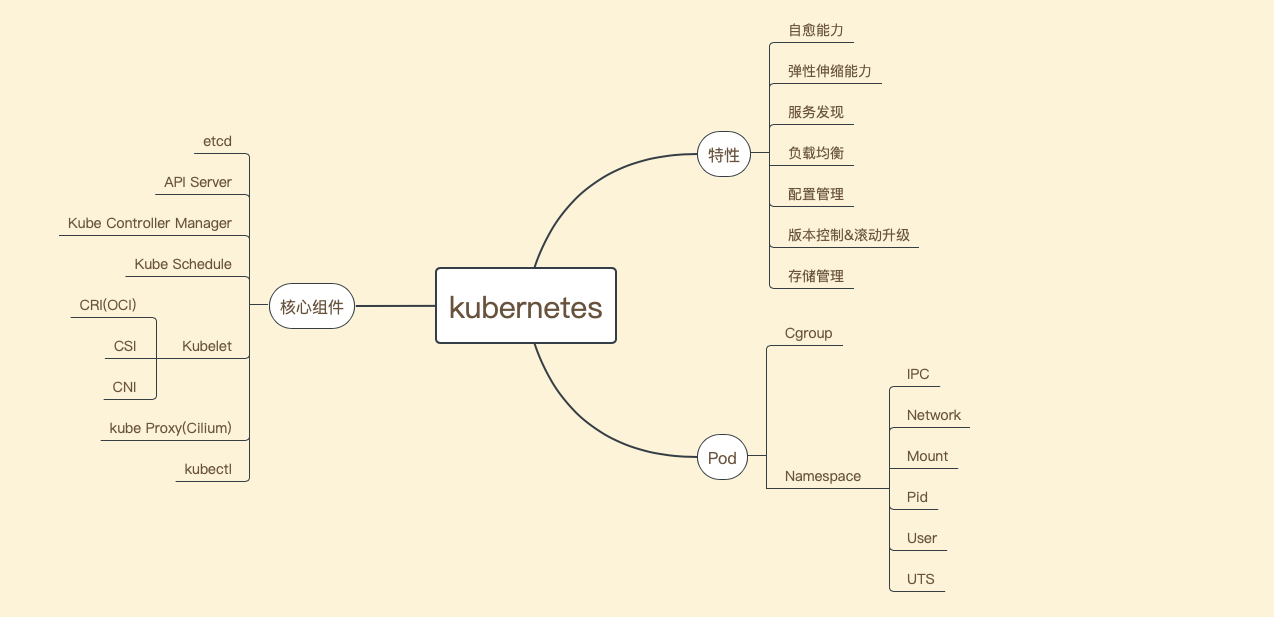 kubernetes
特性
自愈能力
弹性伸缩能力
服务发现
负载均衡
配置管理
版本控制&滚动升级
存储管理
Pod
Cgroup
Namespace
IPC
Network
Mount
Pid
User
UTS
核心组件
etcd
API Server
Kube Controller Manager
Kube Schedule
Kubelet
CRI(OCI)
CSI
CNI
kube Proxy(Cilium)
kubectl